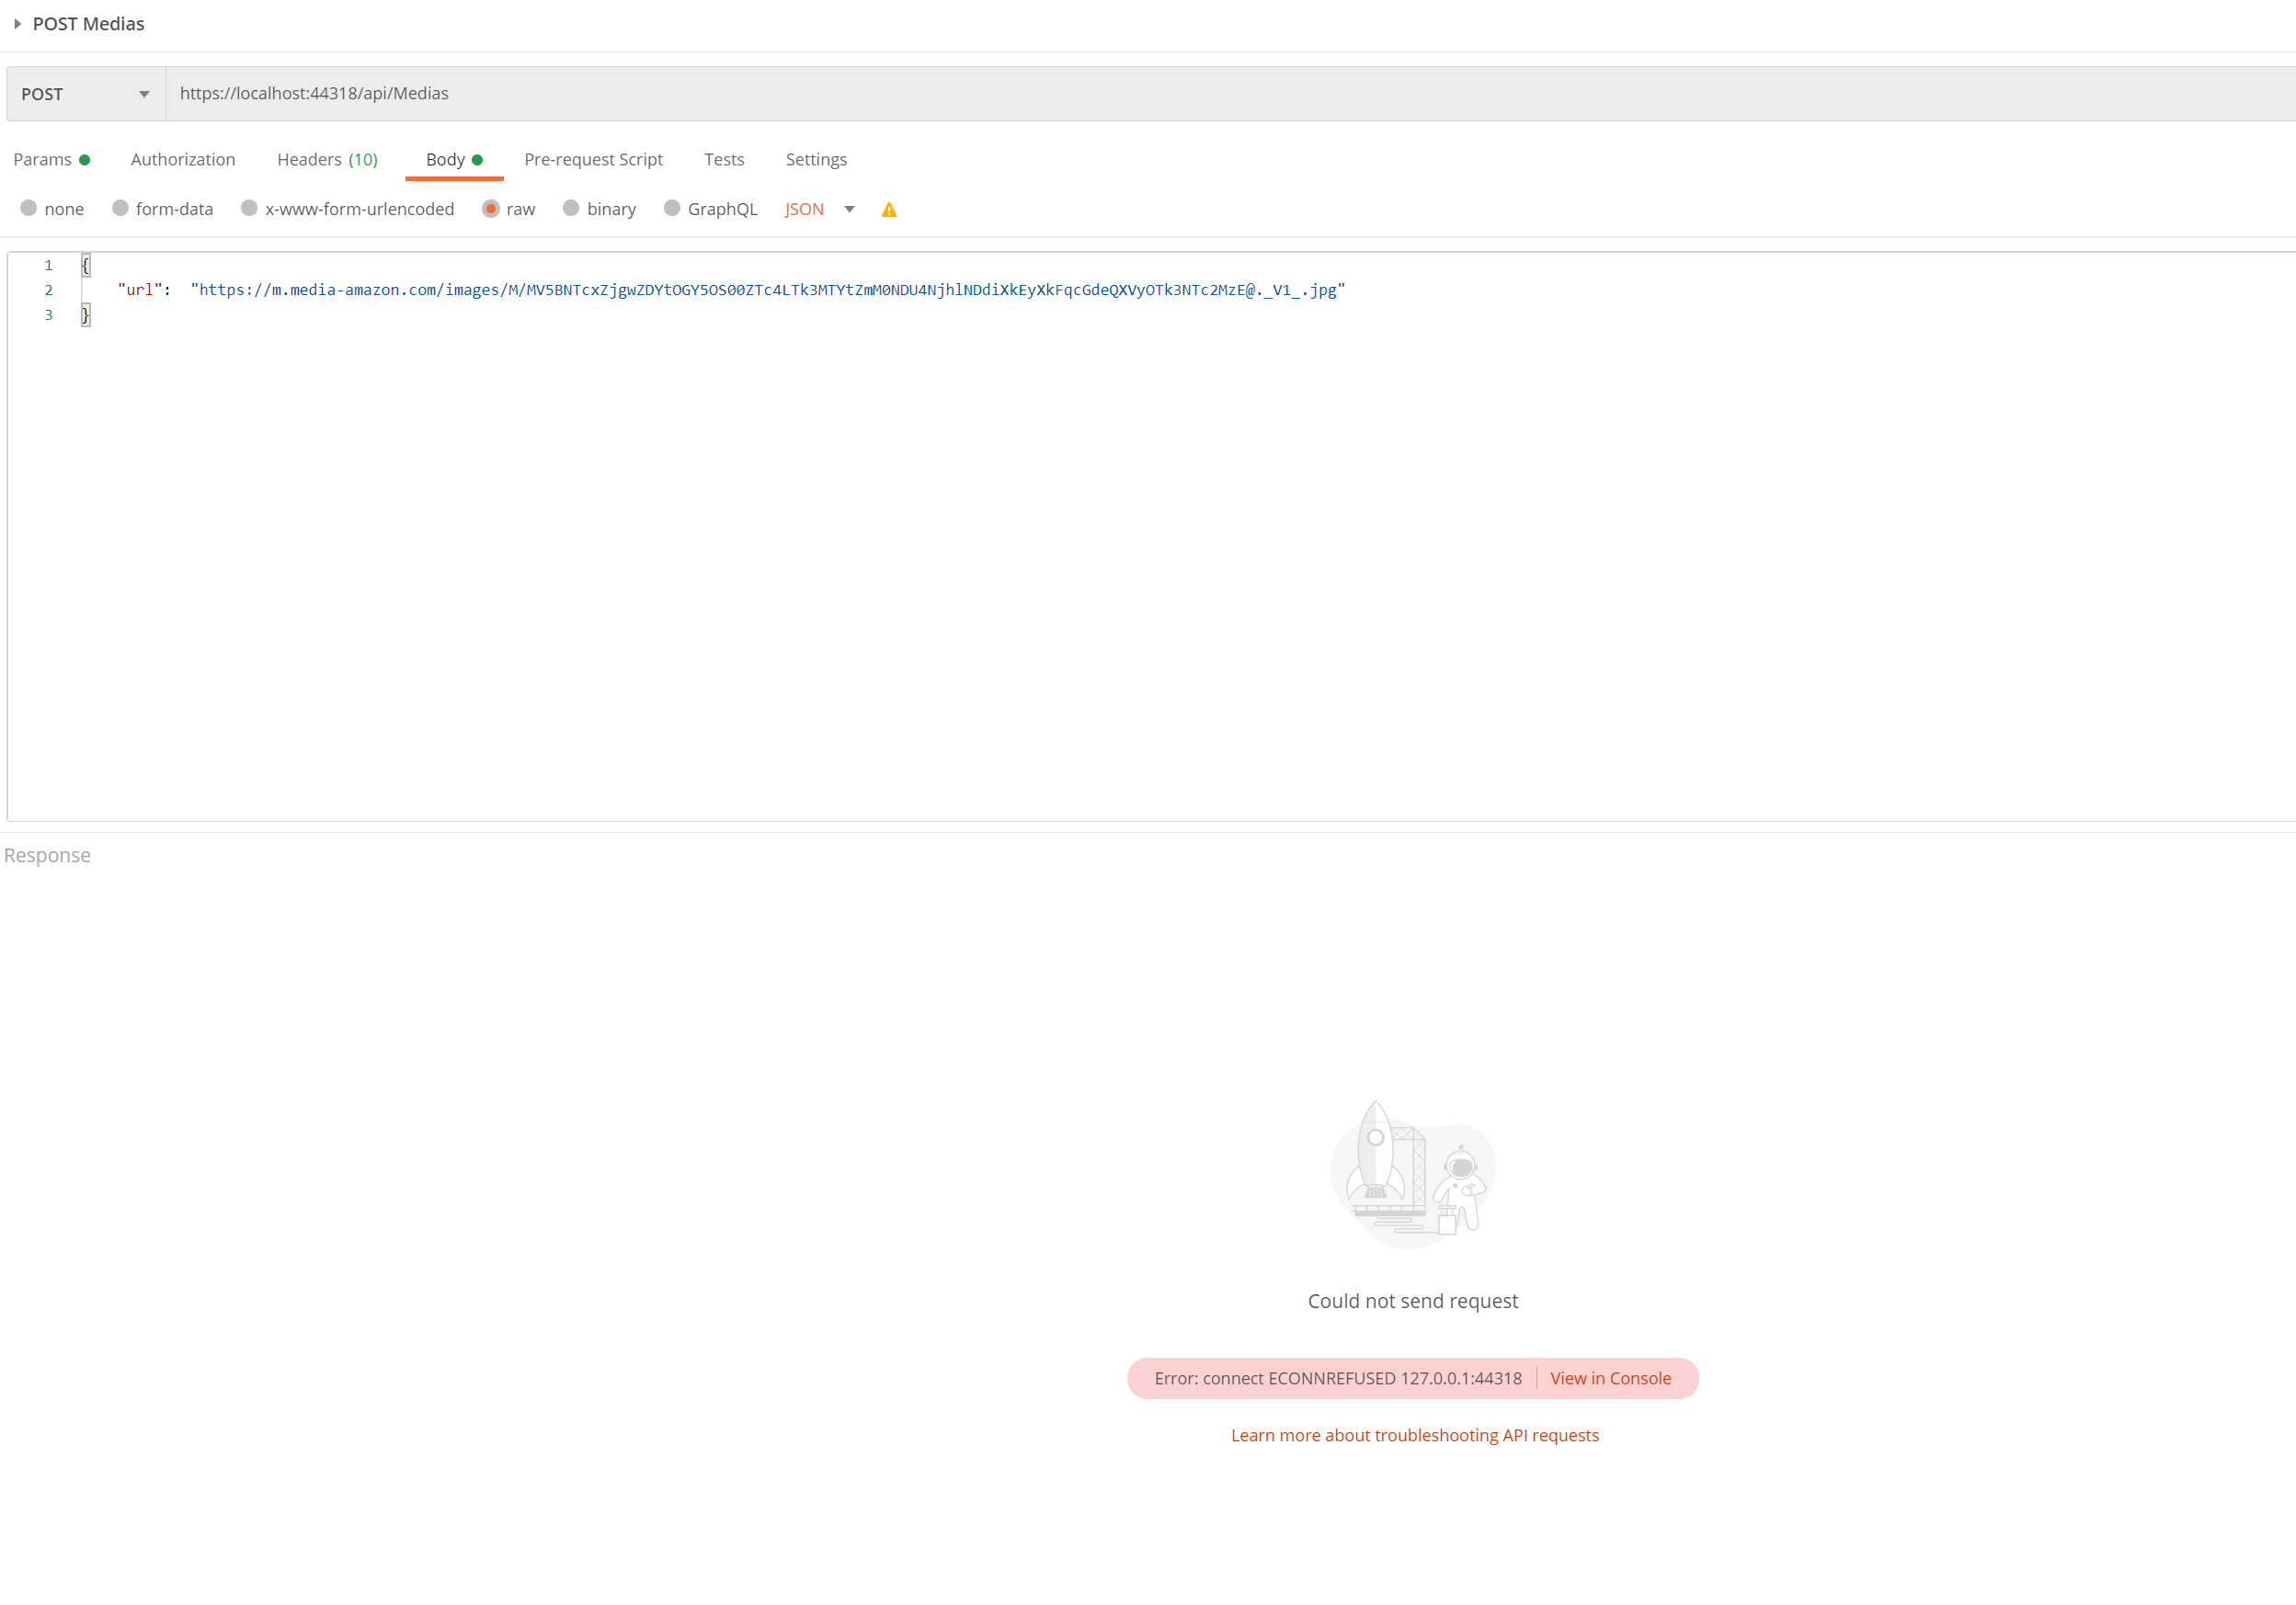 POST Medias
POST https://localhost:44318/api/Medias
Params Authorization Headers (10) Body Pre-request Script Tests Settings
none form-data x-www-form-urlencoded raw binary GraphQL JSON
1 {
2 "url": "https://m.media-amazon.com/images/M/MV5BNTcxZjgwZDYtOGY5OS00ZTc4LTk3MTYtZmM0NDU4NjhlNDdiXkEyXkFqcGdeQXVyOTk3NTc2MzE@._V1_.jpg"
3 }
Response
Could not send request
Error: connect ECONNREFUSED 127.0.0.1:44318 View in Console
Learn more about troubleshooting API requests